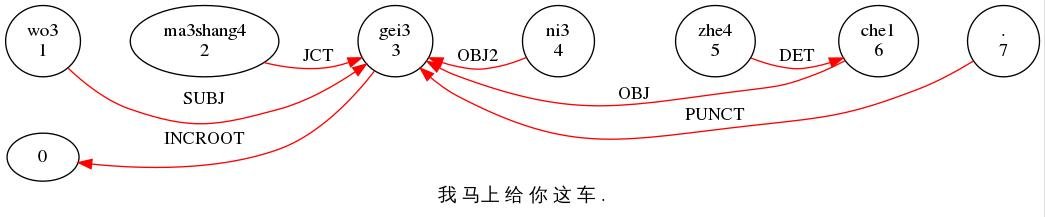 wo3 ma3shang4 gei3 ni3 zhe4 che1 .
1 2 3 4 5 6 7
JCT OBJ2 DET
SUBJ OBJ
PUNCT
INCROOT
0
我 马上 给 你 这 车 .